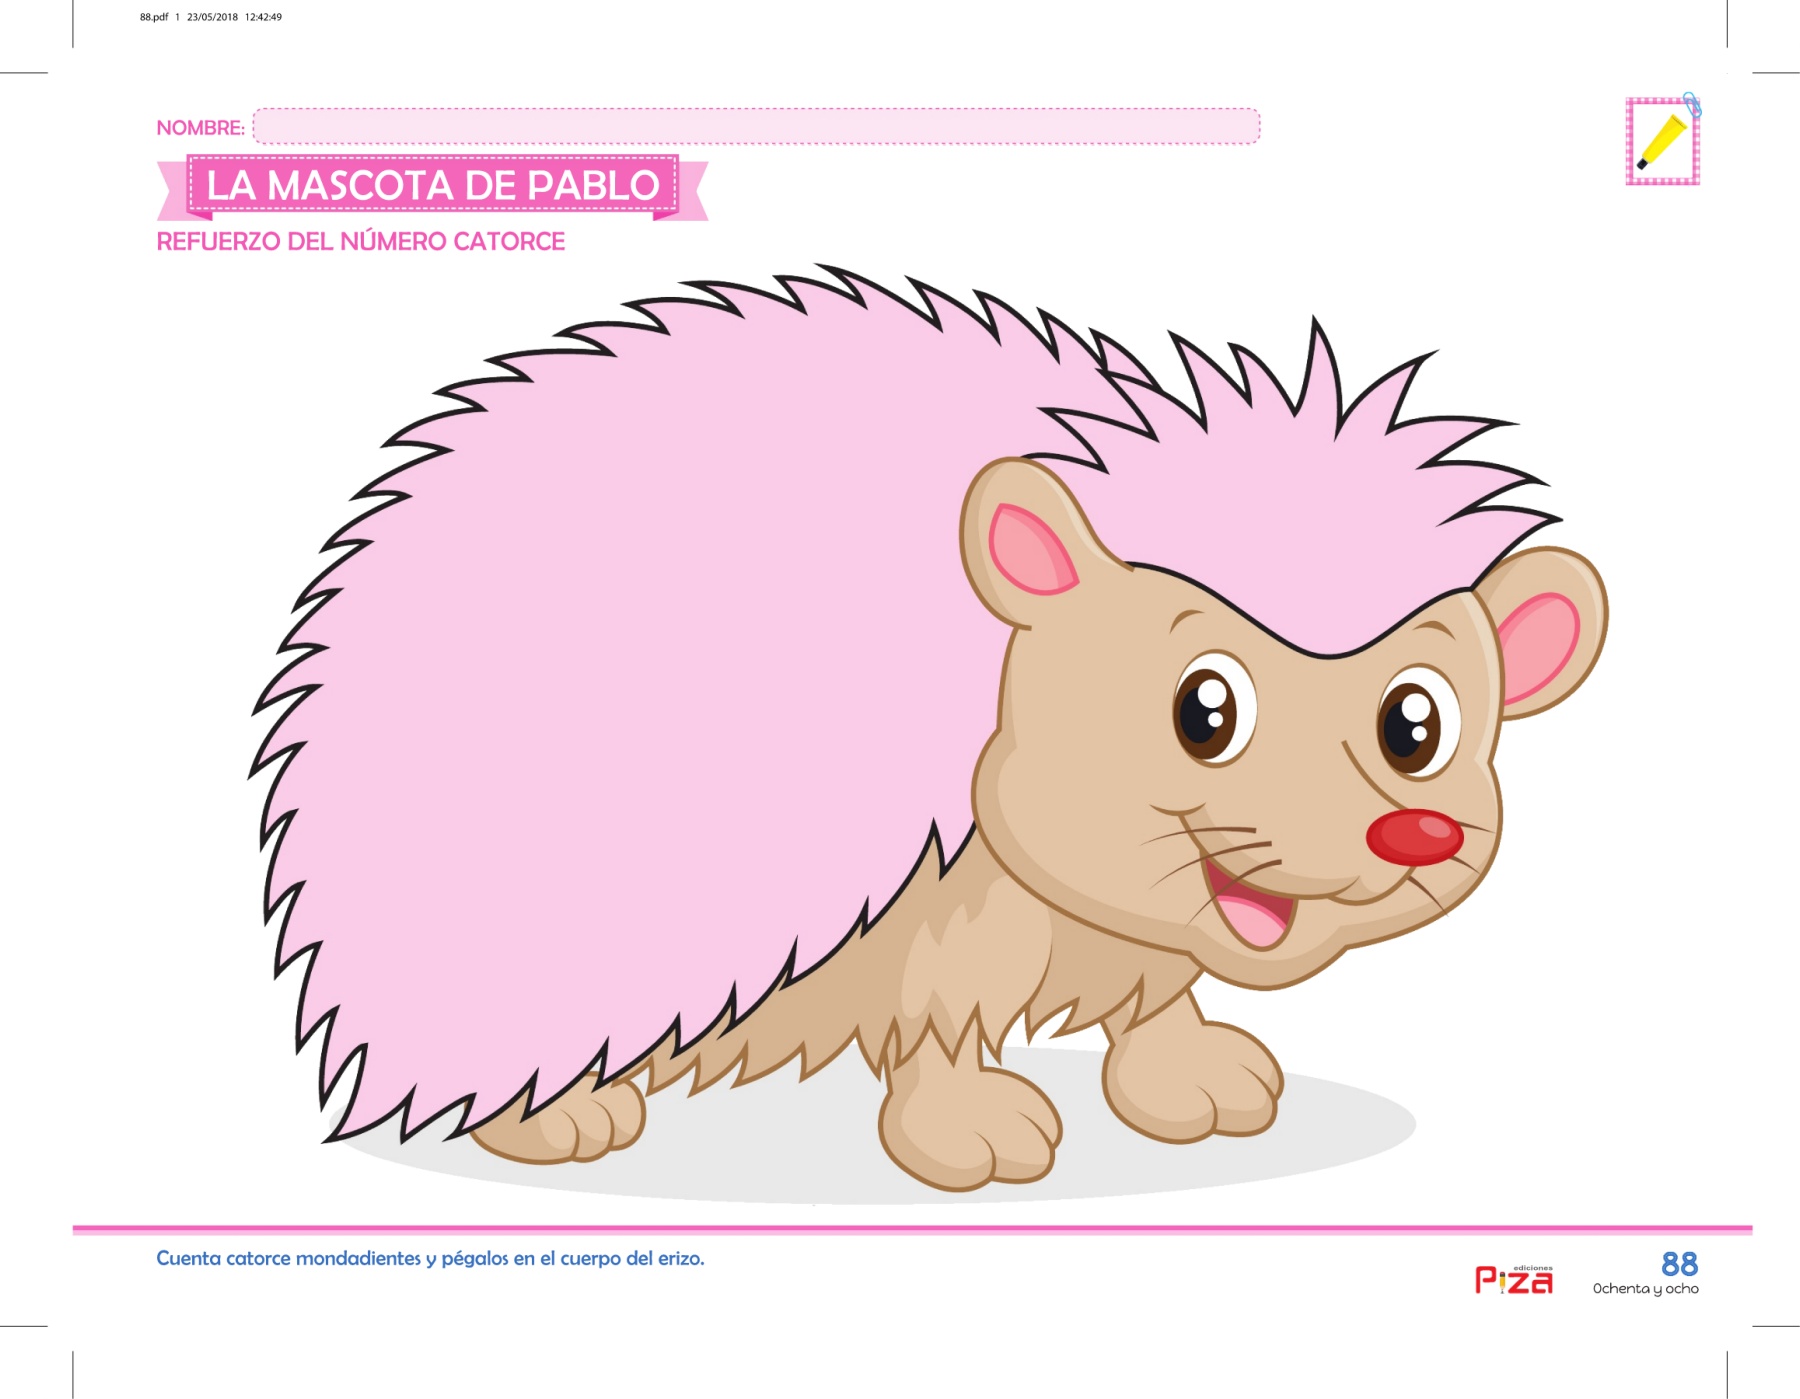 88.pdf 1 23/05/2018 12:42:49
NOMBRE:
LA MASCOTA DE PABLO
REFUERZO DEL NÚMERO CATORCE
Cuenta catorce mondadientes y pégalos en el cuerpo del erizo.
ediciones
Piza
88
Ochenta y ocho